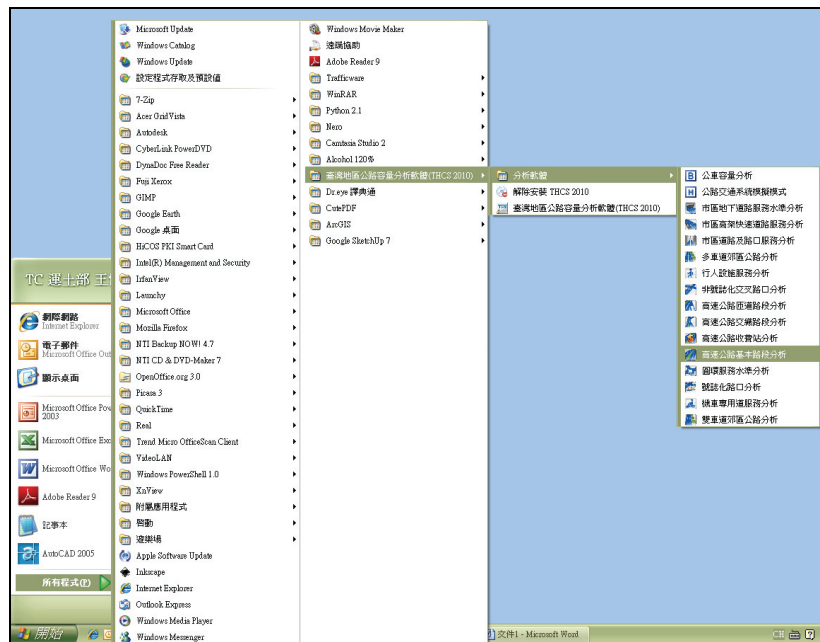 Microsoft Update
Windows Catalog
Windows Update
設定程式存取及預設值
7-Zip
Acer GridVista
Autodesk
CyberLink PowerDVD
DynaDoc Free Reader
Fuji Xerox
GIMP
Google Earth
Google 桌面
HiCOS PKI Smart Card
Intel(R) Management and Security
IrfanView
Launchy
Microsoft Office
Mozilla Firefox
NTI Backup NOW! 4.7
NTI CD & DVD-Maker 7
OpenOffice.org 3.0
Picasa 3
QuickTime
Real
Trend Micro OfficeScan Client
VideoLAN
Windows PowerShell 1.0
XnView
附屬應用程式
啟動
遊樂場
Apple Software Update
Inkscape
Internet Explorer
Outlook Express
Windows Media Player
Windows Messenger
Windows Movie Maker
遠端協助
Adobe Reader 9
Trafficware
WinRAR
Python 2.1
Nero
Camtasia Studio 2
Alcohol 120%
臺灣地區公路容量分析軟體(THCS 2010)
Dr.eye 譯典通
CutePDF
ArcGIS
Google SketchUp 7
分析軟體
解除安裝 THCS 2010
臺灣地區公路容量分析軟體(THCS 2010)
公車容量分析
公路交通系統模擬模式
市區地下道路服務水準分析
市區高架快速道路服務分析
市區道路及路口服務分析
多車道郊區公路分析
行人設施服務分析
非號誌化交叉路口分析
高速公路匝道路段分析
高速公路交織路段分析
高速公路收費站分析
高速公路基本路段分析
圓環服務水準分析
號誌化路口分析
機車專用道服務分析
雙車道郊區公路分析
TC 運土部 王
網際網路
Internet Explorer
電子郵件
Microsoft Office Out
顯示桌面
Microsoft Office Pow
2003
Microsoft Office Exc
Microsoft Office Wo
Adobe Reader 9
記事本
AutoCAD 2005
所有程式(P)
開始
文件1 - Microsoft Word
CH